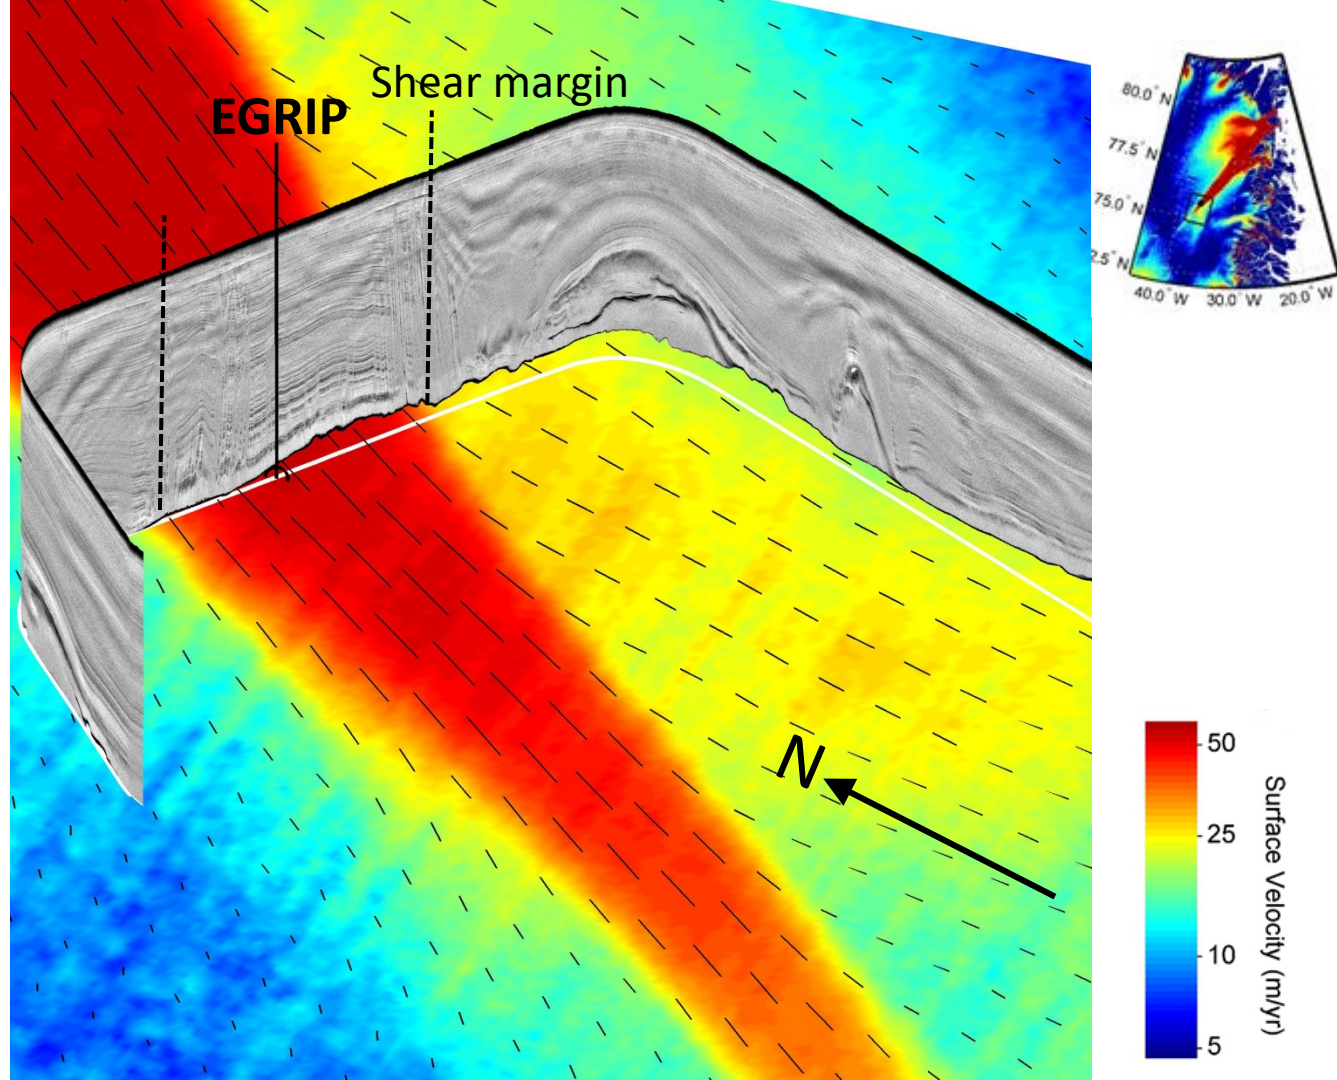 Shear margin
EGRIP
N
80.0° N
77.5° N
75.0° N
2.5° N
40.0° W
30.0° W
20.0° W
50
25
10
5
Surface Velocity (m/yr)